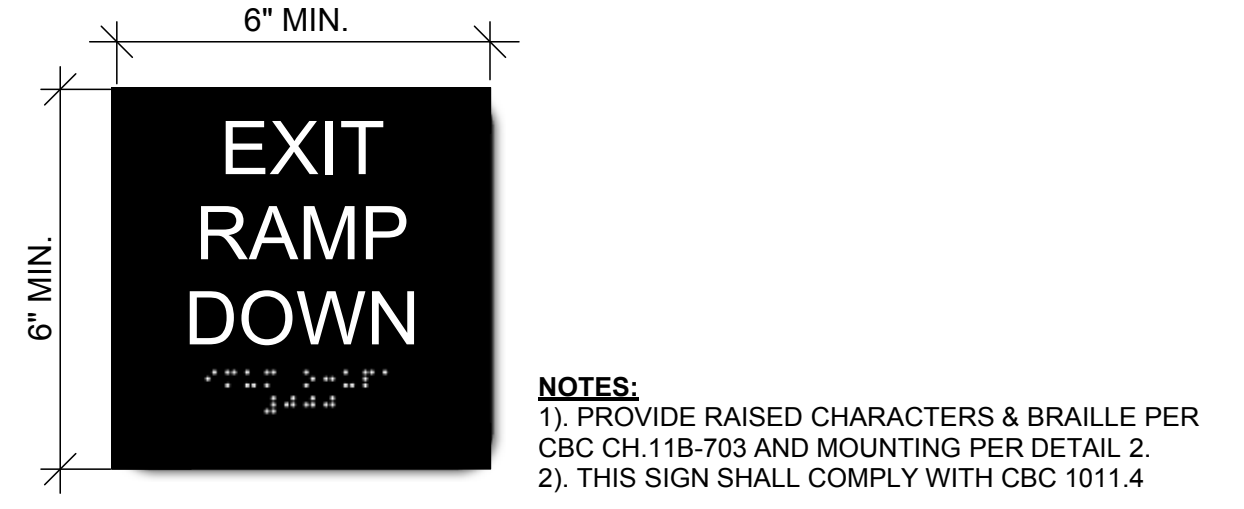 6" MIN.
6" MIN.
EXIT
RAMP
DOWN
NOTES:
1). PROVIDE RAISED CHARACTERS & BRAILLE PER
CBC CH.11B-703 AND MOUNTING PER DETAIL 2.
2). THIS SIGN SHALL COMPLY WITH CBC 1011.4